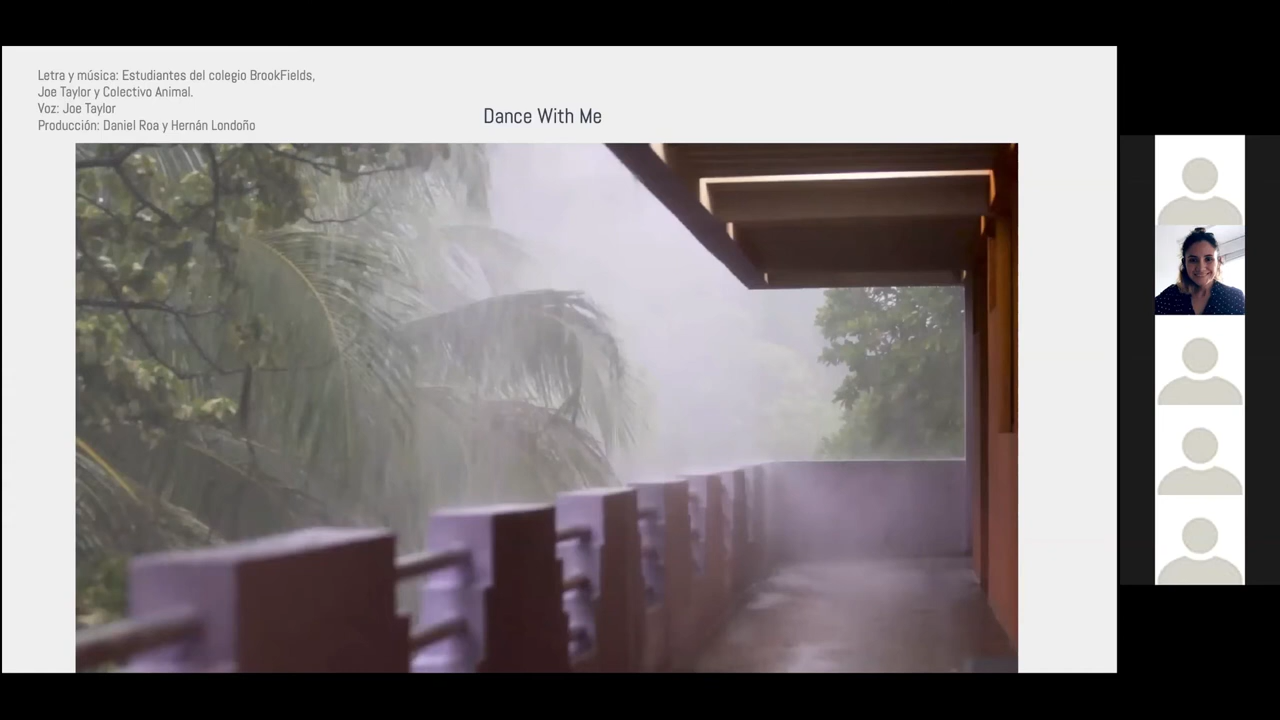 Letra y música: Estudiantes del colegio BrookFields,
Joe Taylor y Colectivo Animal.
Voz: Joe Taylor
Producción: Daniel Roa y Hernán Londoño
Dance With Me